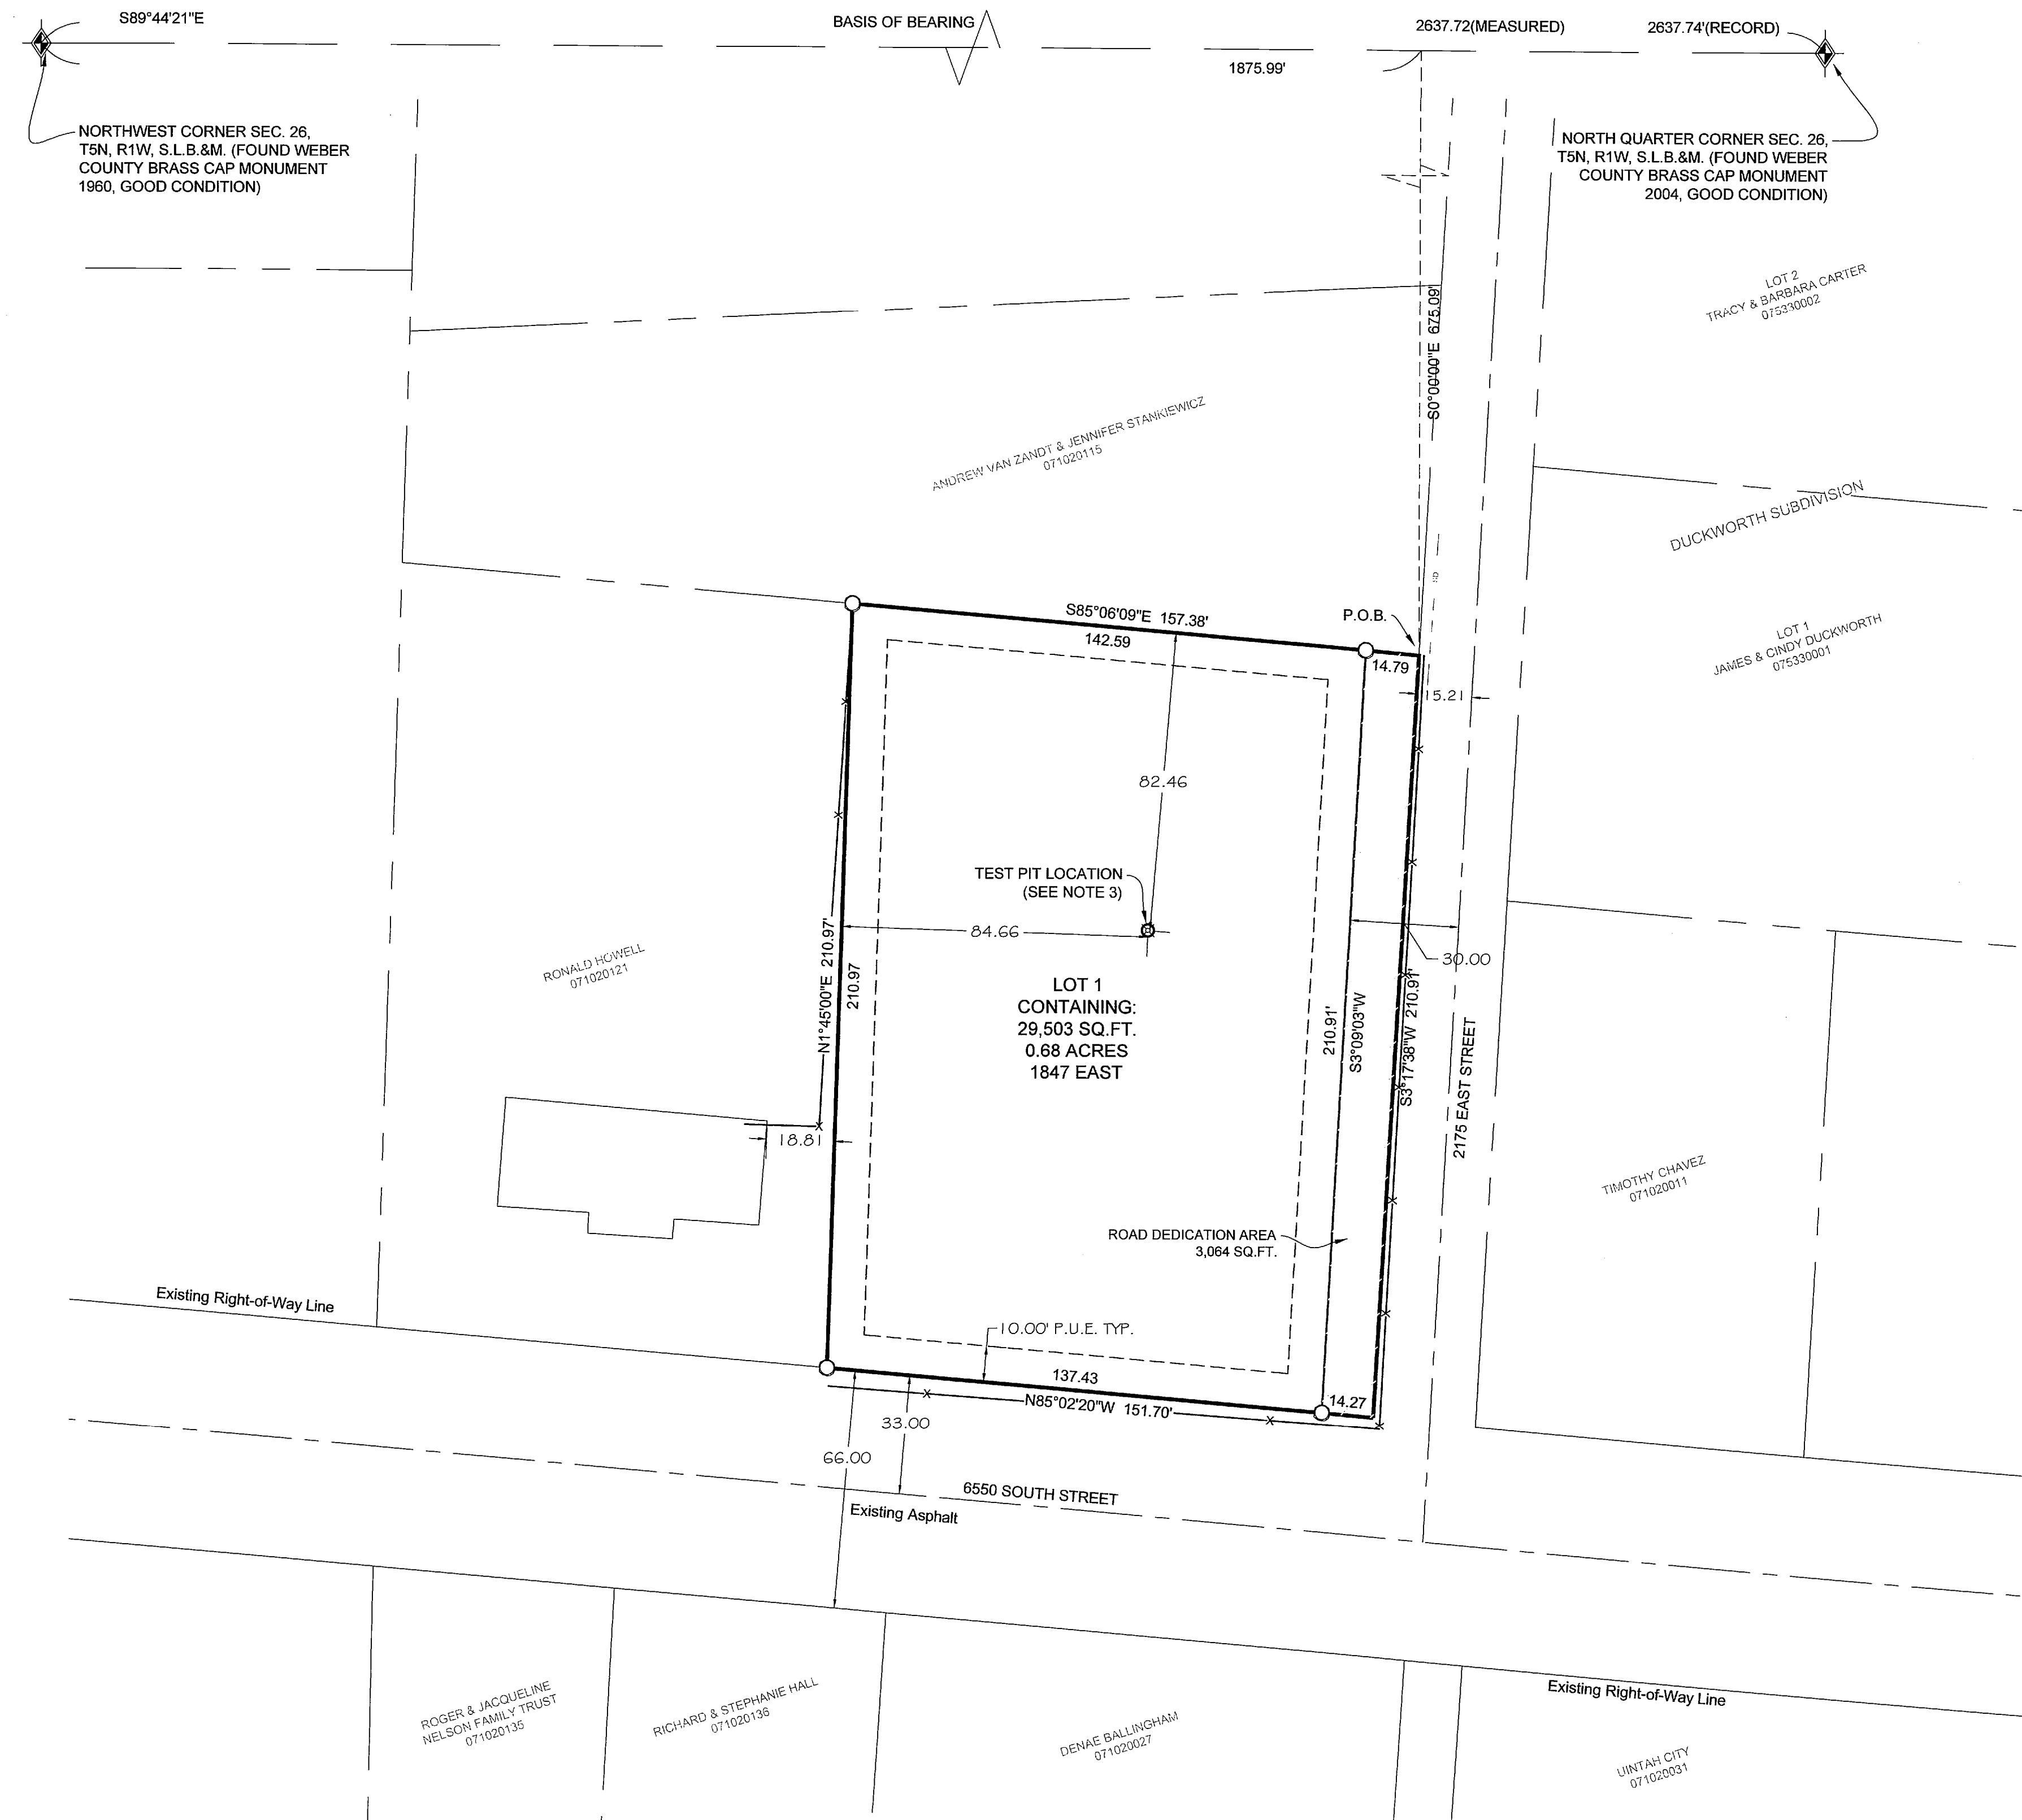 S89°44'21"E
BASIS OF BEARING
2637.72(MEASURED)
2637.74'(RECORD)
1875.99'
NORTHWEST CORNER SEC. 26,
T5N, R1W, S.L.B.&M. (FOUND WEBER
COUNTY BRASS CAP MONUMENT
1960, GOOD CONDITION)
NORTH QUARTER CORNER SEC. 26,
T5N, R1W, S.L.B.&M. (FOUND WEBER
COUNTY BRASS CAP MONUMENT
2004, GOOD CONDITION)
LOT 2
TRACY & BARBARA CARTER
075330002
S0°00'00"E 675.09'
ANDREW VAN ZANDT & JENNIFER STANKIEWICZ
071020115
DUCKWORTH SUBDIVISION
LOT 1
JAMES & CINDY DUCKWORTH
075330001
S85°06'09"E 157.38'
142.59
P.O.B.
14.79
15.21
82.46
TEST PIT LOCATION
(SEE NOTE 3)
84.66
30.00
RONALD HOWELL
071020121
N1°45'00"E 210.97'
210.97
LOT 1
CONTAINING:
29,503 SQ.FT.
0.68 ACRES
1847 EAST
210.91'
S3°09'03"W
S3°17'38"W 210.91'
2175 EAST STREET
18.81
TIMOTHY CHAVEZ
071020011
ROAD DEDICATION AREA
3,064 SQ.FT.
Existing Right-of-Way Line
10.00' P.U.E. TYP.
137.43
14.27
N85°02'20"W 151.70'
33.00
66.00
6550 SOUTH STREET
Existing Asphalt
ROGER & JACQUELINE
NELSON FAMILY TRUST
071020135
RICHARD & STEPHANIE HALL
071020136
DENAE BALLINGHAM
071020027
Existing Right-of-Way Line
UINTAH CITY
071020031